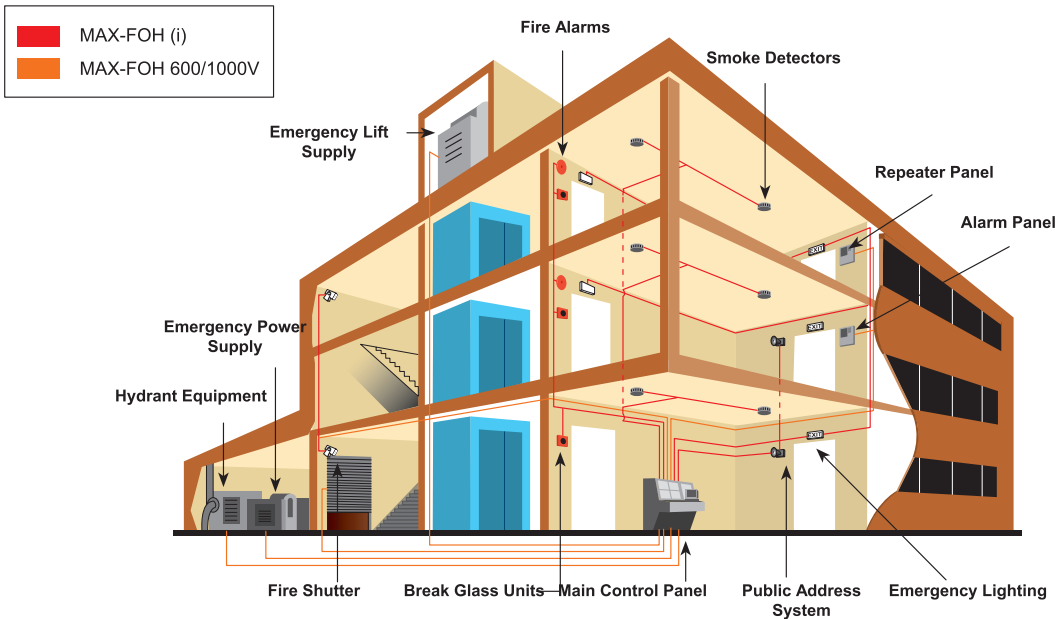 MAX-FOH (i)
MAX-FOH 600/1000V
Fire Alarms
Smoke Detectors
Emergency Lift
Supply
Repeater Panel
Alarm Panel
EXIT
Emergency Power
Supply
EXIT
Hydrant Equipment
EXIT
Fire Shutter
Break Glass Units
Main Control Panel
Public Address
System
Emergency Lighting